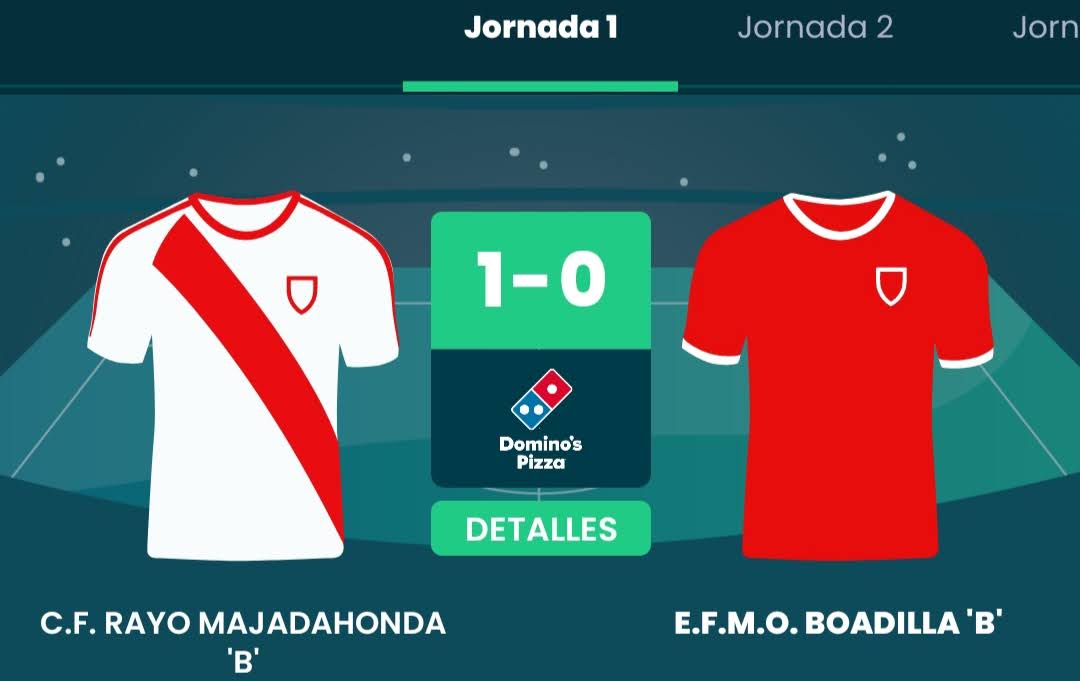 Jornada 1
Jornada 2
Jorn
1-0
Domino's
Pizza
DETALLES
C.F. RAYO MAJADAHONDA
'B'
E.F.M.O. BOADILLA 'B'